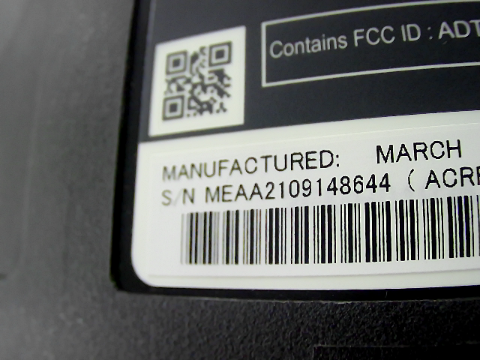 Contains FCC ID : ADT
MANUFACTURED: MARCH
S/N MEAA2109148644 ( ACR